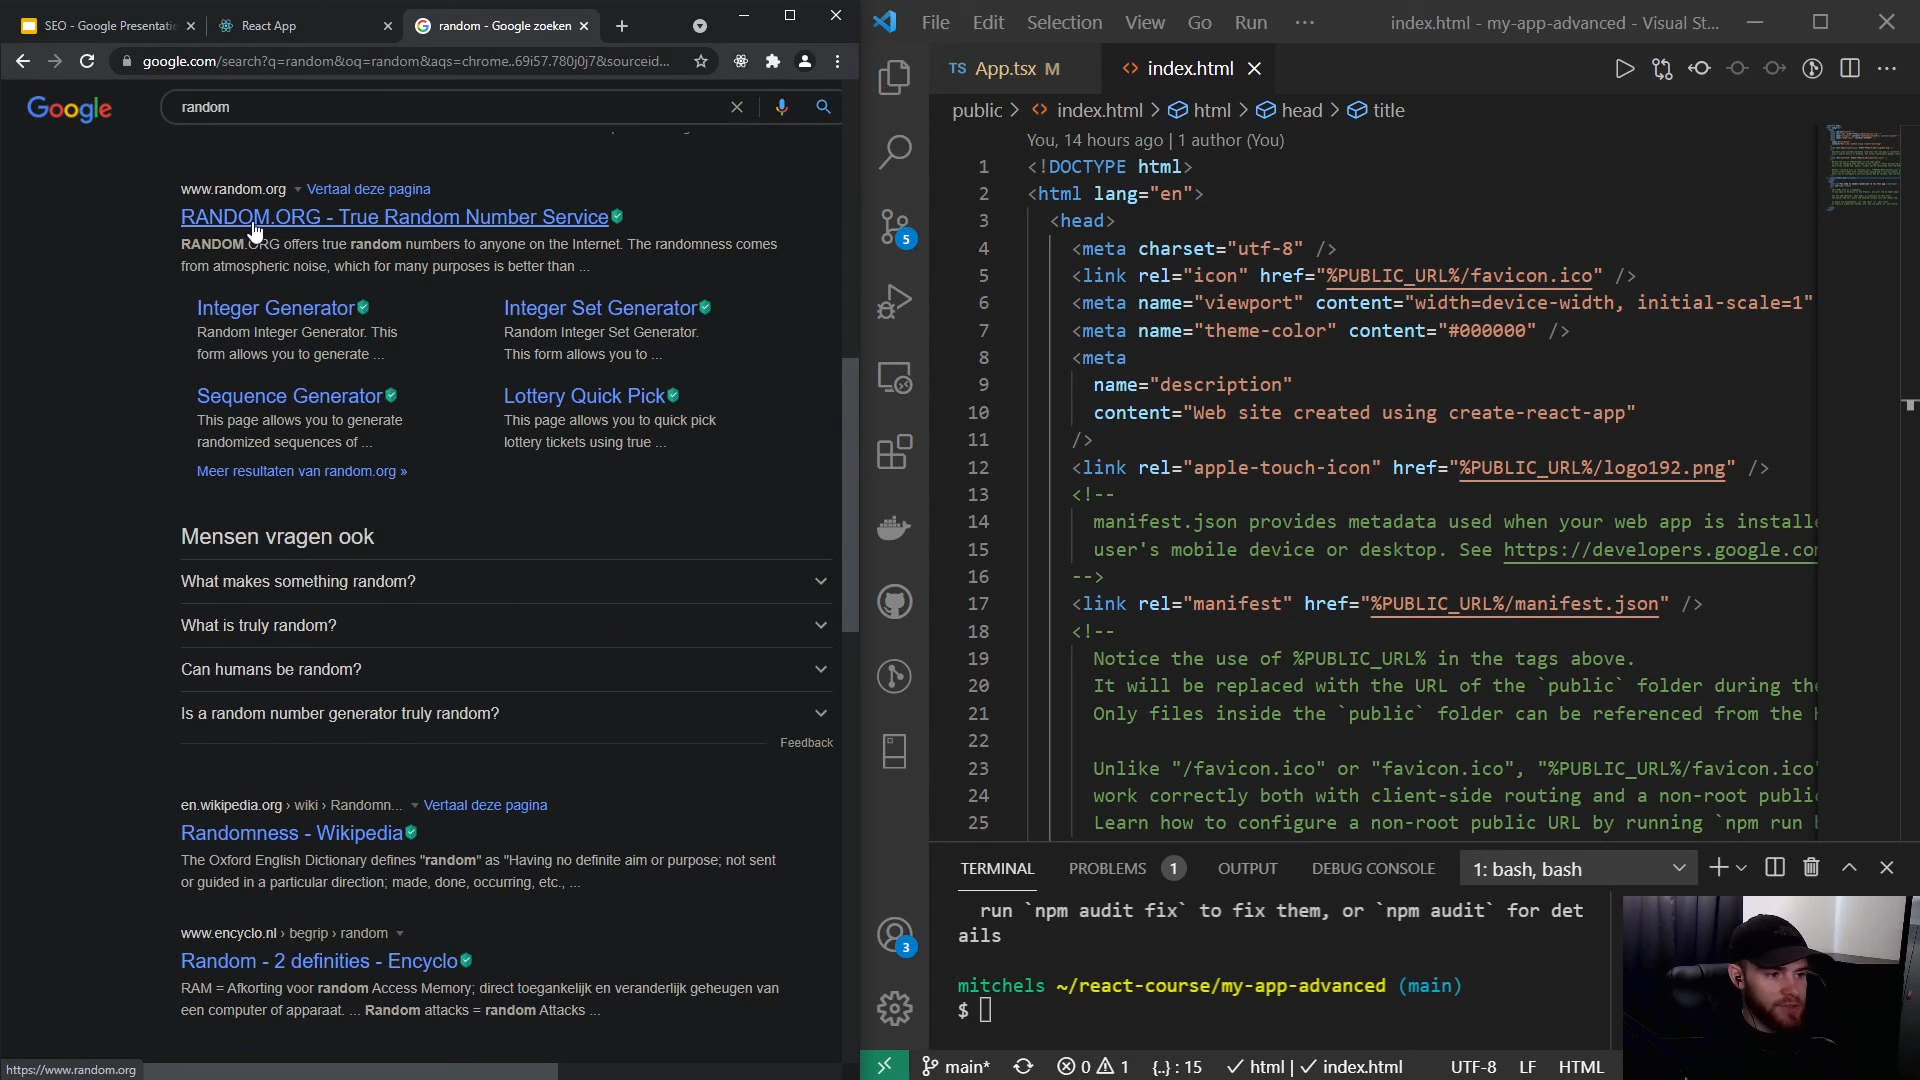 SEO - Google Presentatie
React App
random - Google zoeken
google.com/search?q=random&oq=random&aqs=chrome..69i57.780j0j7&sourceid...
Google
random
www.random.org
Vertaal deze pagina
RANDOM.ORG - True Random Number Service
RANDOM.ORG offers true random numbers to anyone on the Internet. The randomness comes
from atmospheric noise, which for many purposes is better than ...
Integer Generator
Integer Set Generator
Random Integer Generator. This
form allows you to generate ...
Random Integer Set Generator.
This form allows you to ...
Sequence Generator
Lottery Quick Pick
This page allows you to generate
randomized sequences of ...
This page allows you to quick pick
lottery tickets using true ...
Meer resultaten van random.org »
Mensen vragen ook
What makes something random?
What is truly random?
Can humans be random?
Is a random number generator truly random?
Feedback
en.wikipedia.org › wiki › Randomn...
Vertaal deze pagina
Randomness - Wikipedia
The Oxford English Dictionary defines "random" as "Having no definite aim or purpose; not sent
or guided in a particular direction; made, done, occurring, etc., ...
www.encyclo.nl › begrip › random
Random - 2 definities - Encyclo
RAM = Afkorting voor random Access Memory; direct toegankelijk en veranderlijk geheugen van
een computer of apparaat. ... Random attacks = random Attacks ...
https://www.random.org
File Edit Selection View Go Run ···
index.html - my-app-advanced - Visual St...
TS App.tsx M
<> index.html
public > <> index.html > html > head > title
You, 14 hours ago | 1 author (You)
1 <!DOCTYPE html>
2 <html lang="en">
3 <head>
4 <meta charset="utf-8" />
5 <link rel="icon" href="%PUBLIC_URL%/favicon.ico" />
6 <meta name="viewport" content="width=device-width, initial-scale=1"
7 <meta name="theme-color" content="#000000" />
8 <meta
9 name="description"
10 content="Web site created using create-react-app"
11 />
12 <link rel="apple-touch-icon" href="%PUBLIC_URL%/logo192.png" />
13 <!--
14 manifest.json provides metadata used when your web app is installe
15 user's mobile device or desktop. See https://developers.google.com
16 -->
17 <link rel="manifest" href="%PUBLIC_URL%/manifest.json" />
18 <!--
19 Notice the use of %PUBLIC_URL% in the tags above.
20 It will be replaced with the URL of the `public` folder during the
21 Only files inside the `public` folder can be referenced from the
22
23 Unlike "/favicon.ico" or "favicon.ico", "%PUBLIC_URL%/favicon.ico"
24 work correctly both with client-side routing and a non-root public
25 Learn how to configure a non-root public URL by running `npm run
5
3
TERMINAL
PROBLEMS 1
OUTPUT
DEBUG CONSOLE
1: bash, bash
run `npm audit fix` to fix them, or `npm audit` for det
ails
mitchels ~/react-course/my-app-advanced (main)
$
main*
0 1
{..} : 15
html | index.html
UTF-8
LF
HTML